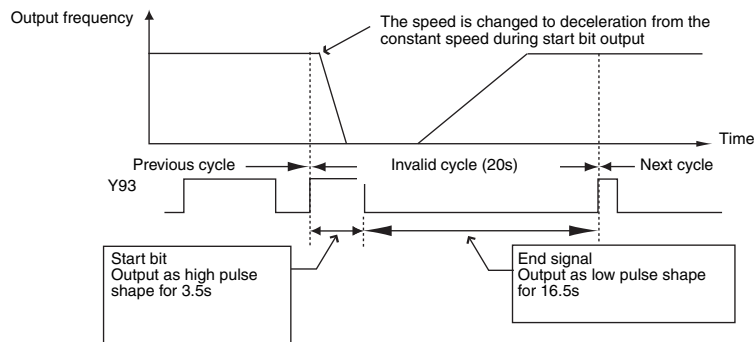 Output frequency
The speed is changed to deceleration from the
constant speed during start bit output
Time
Previous cycle
Invalid cycle (20s)
Next cycle
Y93
Start bit
Output as high pulse
shape for 3.5s
End signal
Output as low pulse shape
for 16.5s